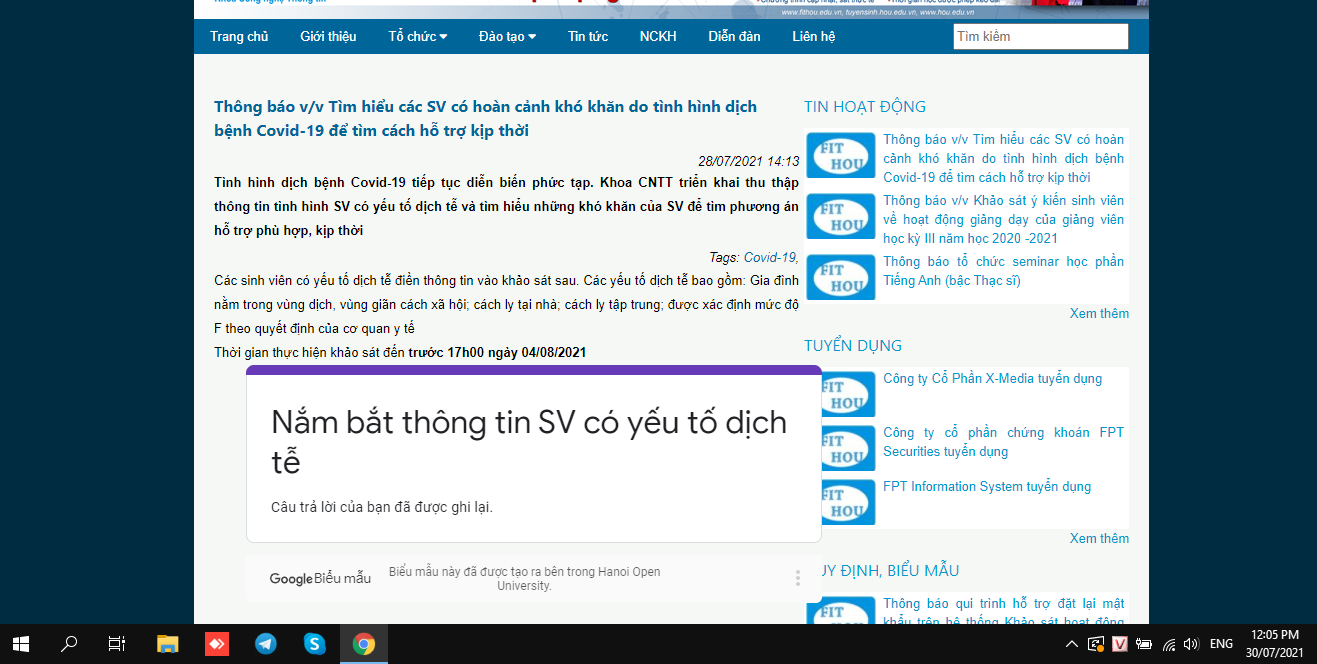 Khoa Công nghệ Thông tin
www.fithou.edu.vn, tuyensinh.hou.edu.vn, www.hou.edu.vn
Trang chủ Giới thiệu Tổ chức Đào tạo Tin tức NCKH Diễn đàn Liên hệ Tìm kiếm
Thông báo v/v Tìm hiểu các SV có hoàn cảnh khó khăn do tình hình dịch
bệnh Covid-19 để tìm cách hỗ trợ kịp thời
28/07/2021 14:13
Tình hình dịch bệnh Covid-19 tiếp tục diễn biến phức tạp. Khoa CNTT triển khai thu thập
thông tin tình hình SV có yếu tố dịch tễ và tìm hiểu những khó khăn của SV để tìm phương án
hỗ trợ phù hợp, kịp thời
Tags: Covid-19,
Các sinh viên có yếu tố dịch tễ điền thông tin vào khảo sát sau. Các yếu tố dịch tễ bao gồm: Gia đình
nằm trong vùng dịch, vùng giãn cách xã hội; cách ly tại nhà; cách ly tập trung; được xác định mức độ
F theo quyết định của cơ quan y tế
Thời gian thực hiện khảo sát đến trước 17h00 ngày 04/08/2021
Nắm bắt thông tin SV có yếu tố dịch
tễ
Câu trả lời của bạn đã được ghi lại.
Google Biểu mẫu
Biểu mẫu này đã được tạo ra bên trong Hanoi Open
University.
TIN HOẠT ĐỘNG
FIT
HOU
Thông báo v/v Tìm hiểu các SV có hoàn
cảnh khó khăn do tình hình dịch bệnh
Covid-19 để tìm cách hỗ trợ kịp thời
FIT
HOU
Thông báo v/v Khảo sát ý kiến sinh viên
về hoạt động giảng dạy của giảng viên
học kỳ III năm học 2020 -2021
FIT
HOU
Thông báo tổ chức seminar học phần
Tiếng Anh (bậc Thạc sĩ)
Xem thêm
TUYỂN DỤNG
FIT
HOU
Công ty Cổ Phần X-Media tuyển dụng
FIT
HOU
Công ty cổ phần chứng khoán FPT
Securities tuyển dụng
FIT
HOU
FPT Information System tuyển dụng
Xem thêm
UY ĐỊNH, BIỂU MẪU
FIT
Thông báo qui trình hỗ trợ đặt lại mật
khẩu trên hệ thống Khảo sát hoạt động
ENG
12:05 PM
30/07/2021